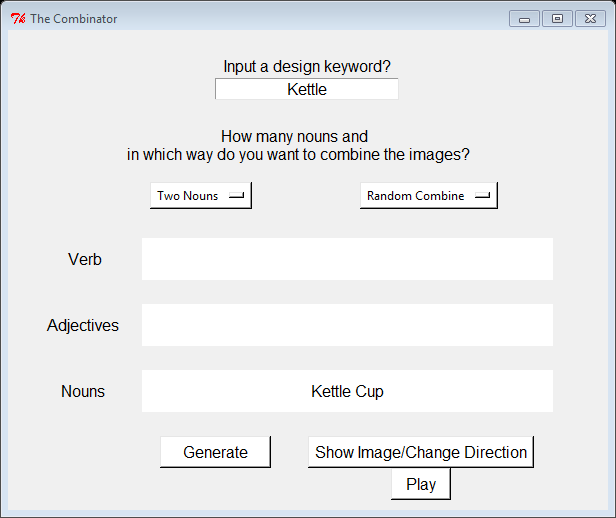 The Combinator
Input a design keyword?
Kettle
How many nouns and
in which way do you want to combine the images?
Two Nouns Random Combine
Verb
Adjectives
Nouns Kettle Cup
Generate Show Image/Change Direction
Play